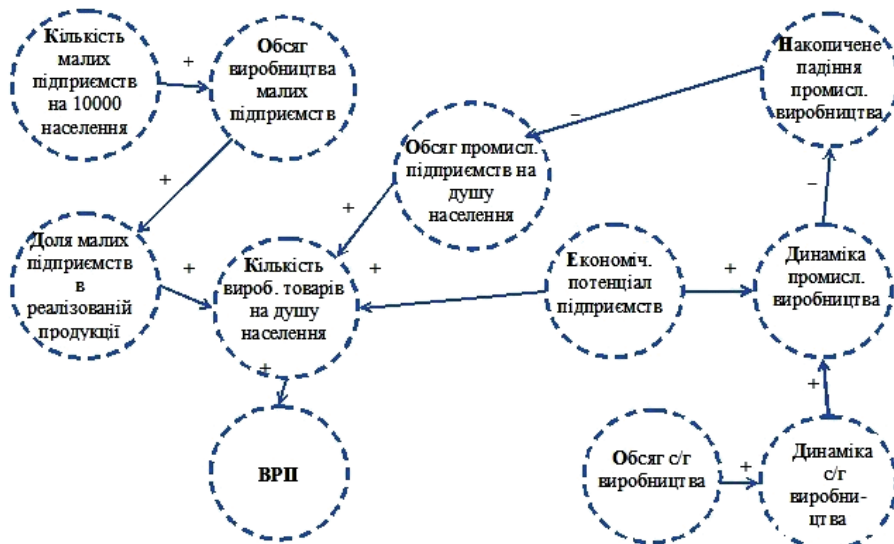 Кількість
малих
підприємств
на 10000
населення
+
Обсяг
виробництва
малих
підприємств
Накопичене
падіння
промисл.
виробництва
–
Обсяг промисл.
підприємств на
душу
населення
+
+
–
Доля малих
підприємств
в
реалізованій
продукції
+
Кількість
вироб. товарів
на душу
населення
+
Економіч.
потенціал
підприємств
+
Динаміка
промисл.
виробництва
+
+
ВРП
Обсяг с/г
виробництва
+
Динаміка
с/г
виробни-
цтва